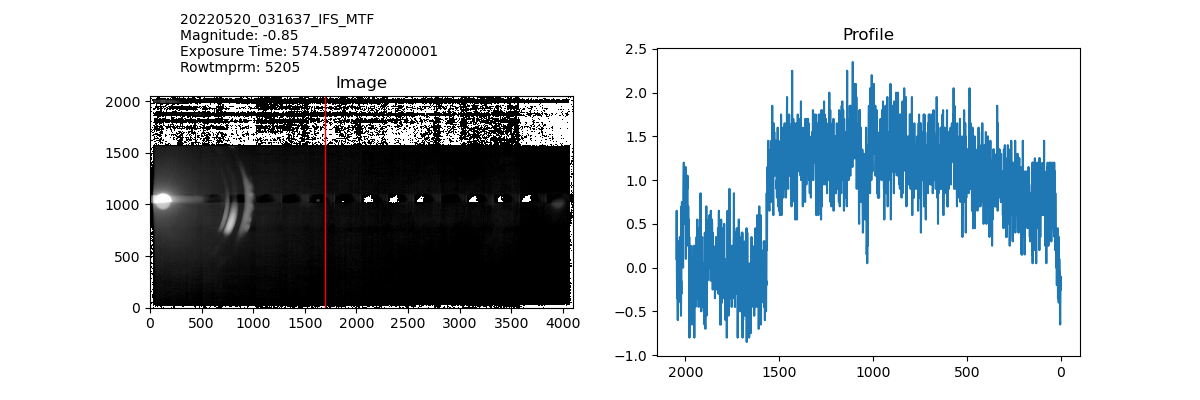 20220520_031637_IFS_MTF
Magnitude: -0.85
Exposure Time: 574.5897472000001
Rowtmprm: 5205
Image
2000
1500
1000
500
0
0 500 1000 1500 2000 2500 3000 3500 4000
Profile
2.5
2.0
1.5
1.0
0.5
0.0
−0.5
−1.0
2000 1500 1000 500 0